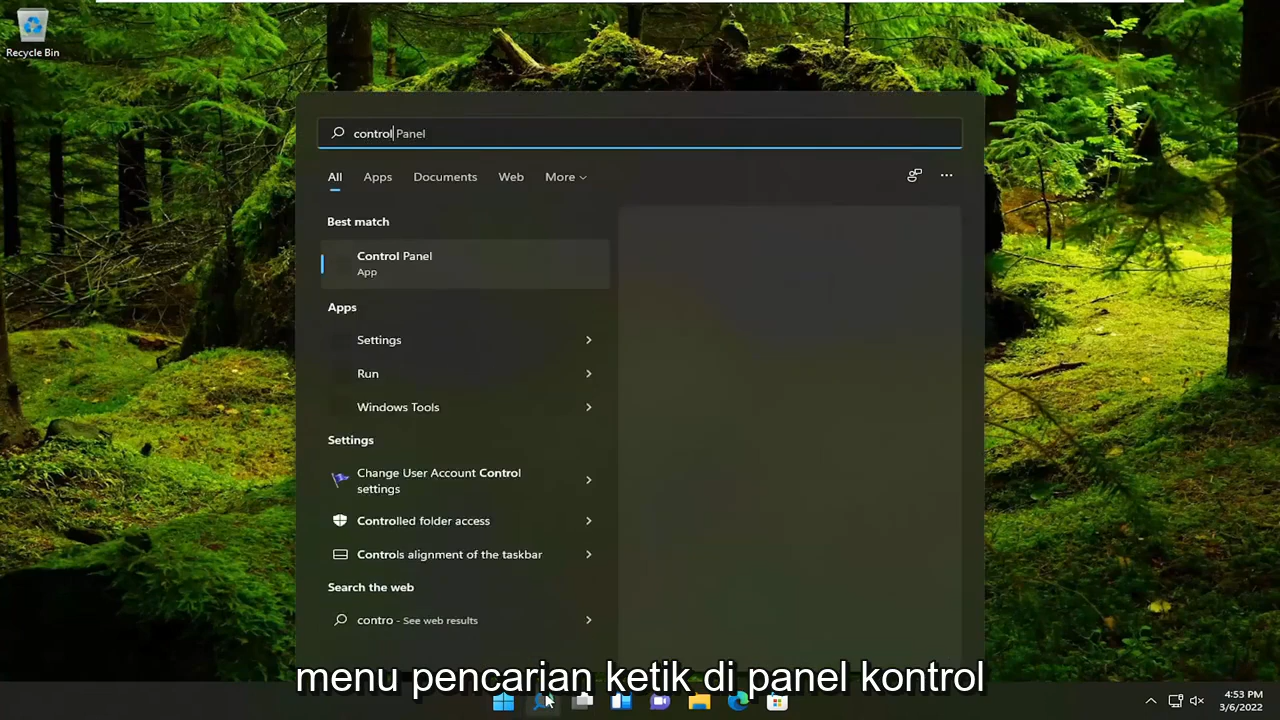 Recycle Bin
control Panel
All Apps Documents Web More
Best match
Control Panel
App
Apps
Settings
Run
Windows Tools
Settings
Change User Account Control
settings
Controlled folder access
Controls alignment of the taskbar
Search the web
contro - See web results
menu pencarian ketik di panel kontrol
4:53 PM
3/6/2022